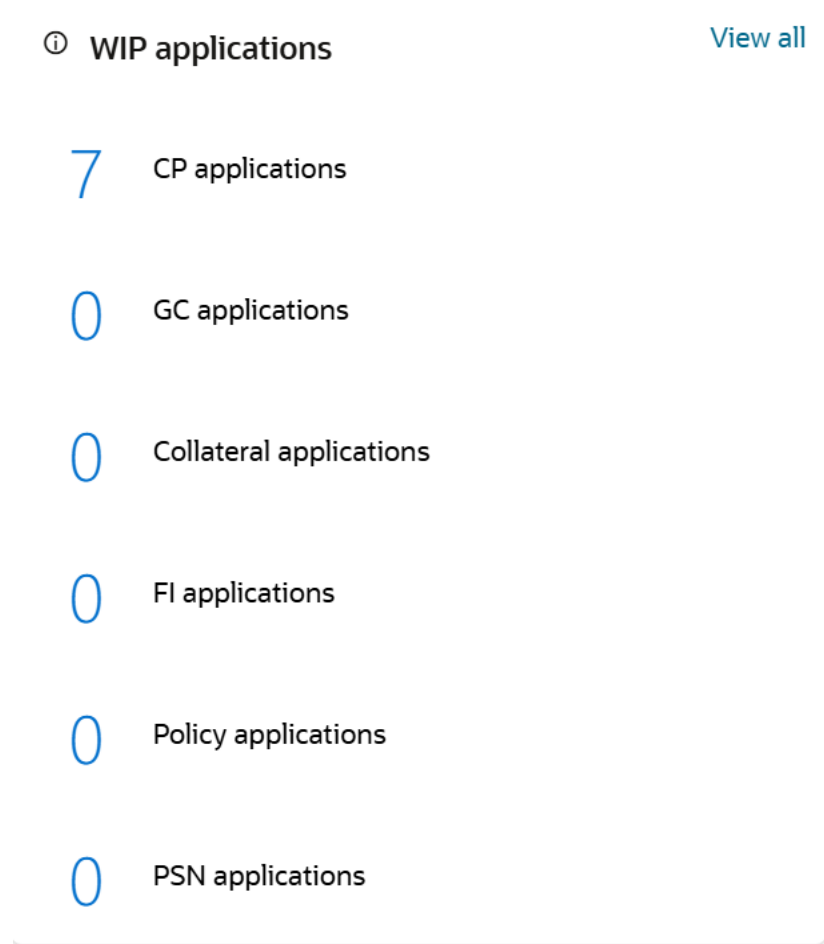 WIP applications
View all
7 CP applications
0 GC applications
0 Collateral applications
0 FI applications
0 Policy applications
0 PSN applications